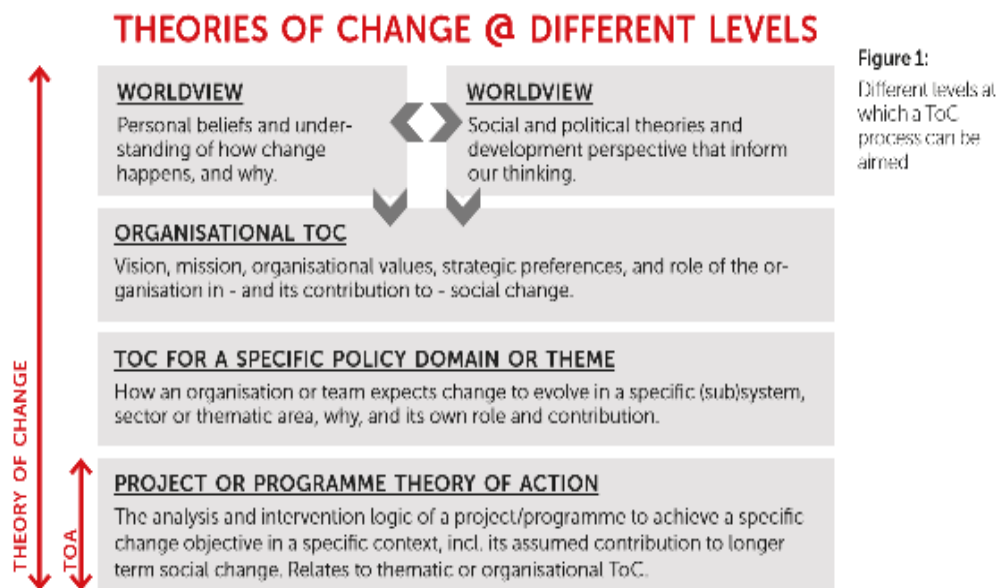 THEORIES OF CHANGE @ DIFFERENT LEVELS
Figure 1:
Different levels at
which a ToC
process can be
aimed
WORLDVIEW
Personal beliefs and under-
standing of how change
happens, and why.
WORLDVIEW
Social and political theories and
development perspective that inform
our thinking.
ORGANISATIONAL TOC
Vision, mission, organisational values, strategic preferences, and role of the or-
ganisation in - and its contribution to - social change.
TOC FOR A SPECIFIC POLICY DOMAIN OR THEME
How an organisation or team expects change to evolve in a specific (sub)system,
sector or thematic area, why, and its own role and contribution.
PROJECT OR PROGRAMME THEORY OF ACTION
The analysis and intervention logic of a project/programme to achieve a specific
change objective in a specific context, incl. its assumed contribution to longer
term social change. Relates to thematic or organisational ToC.
THEORY OF CHANGE
TOA